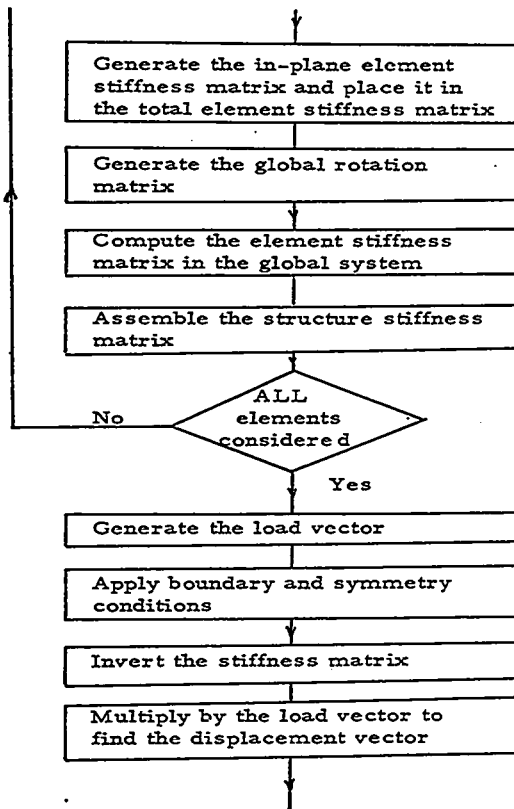 Generate the in-plane element
stiffness matrix and place it in
the total element stiffness matrix
Generate the global rotation
matrix
Compute the element stiffness
matrix in the global system
Assemble the structure stiffness
matrix
ALL
elements
considered
No
Yes
Generate the load vector
Apply boundary and symmetry
conditions
Invert the stiffness matrix
Multiply by the load vector to
find the displacement vector